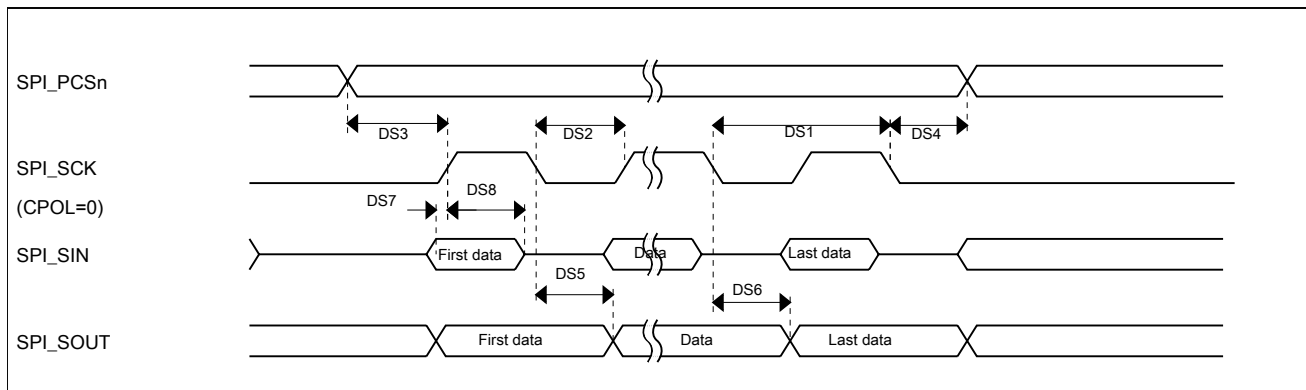 SPI_PCSn
DS3
DS2
DS1
DS4
SPI_SCK
(CPOL=0)
DS7
DS8
SPI_SIN
First data
Data
Last data
DS5
DS6
SPI_SOUT
First data
Data
Last data